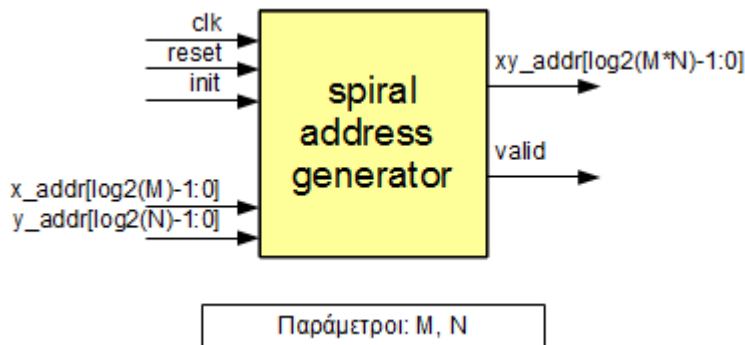 clk
reset
init
x_addr[log2(M)-1:0]
y_addr[log2(N)-1:0]
spiral
address
generator
xy_addr[log2(M*N)-1:0]
valid
Παράμετροι: M, N